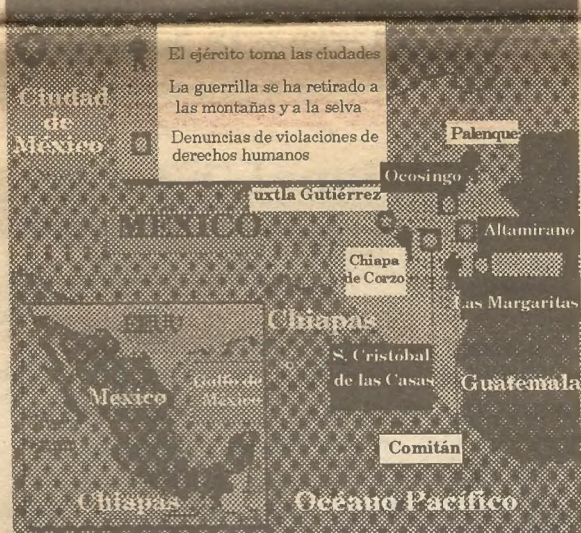 El ejército toma las ciudades
La guerrilla se ha retirado a
las montañas y a la selva
Denuncias de violaciones de
derechos humanos
Ciudad
de
México
Palenque
Ocosingo
uxtla Gutiérrez
MEXICO
Altamirano
Chiapa
de Corzo
Las Margaritas
Chiapas
S. Cristobal
de las Casas
Guatemala
Comitán
Océano Pacífico
EEUU
Mexico
Golfo de
México
Chiapas